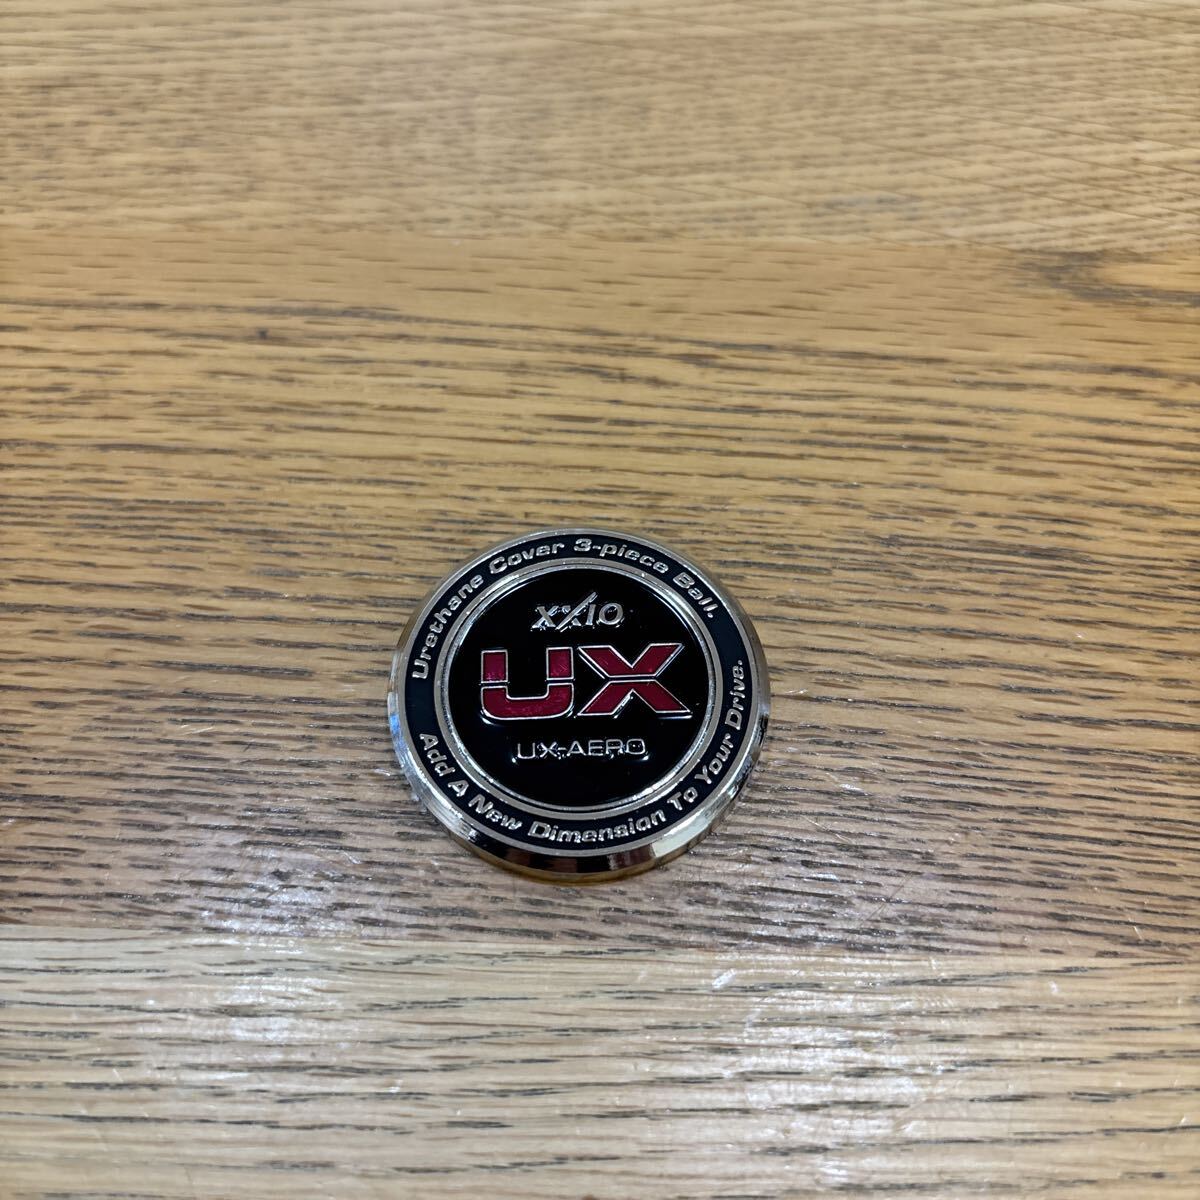 Urethane Cover 3-piece Ball.
XXIO
UX
UX-AERO
Add A New Dimension To Your Drive.